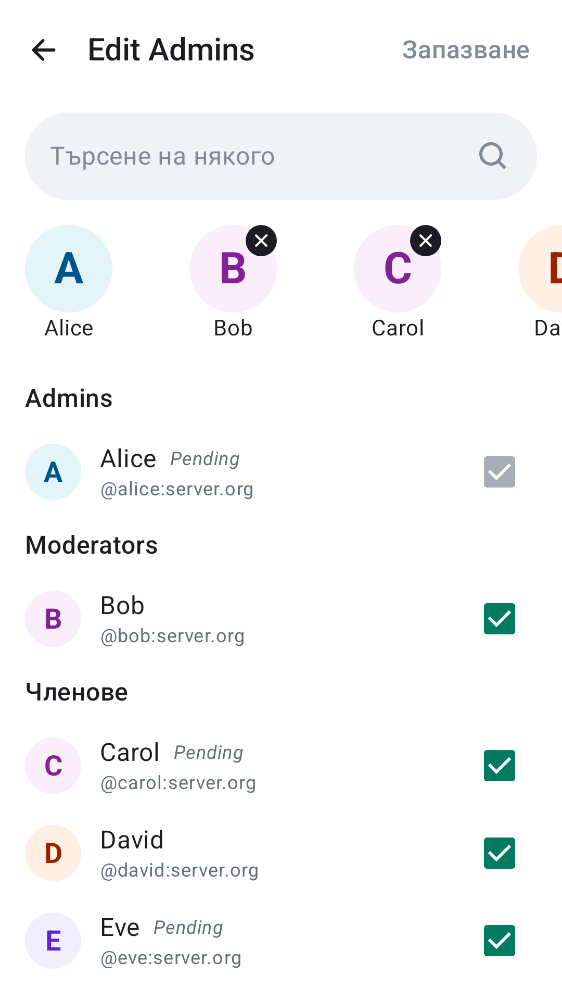 Edit Admins
Запазване
Търсене на някого
A
B
C
Alice
Bob
Carol
Da
Admins
A
Alice Pending
@alice:server.org
Moderators
B
Bob
@bob:server.org
Членове
C
Carol Pending
@carol:server.org
D
David
@david:server.org
E
Eve Pending
@eve:server.org